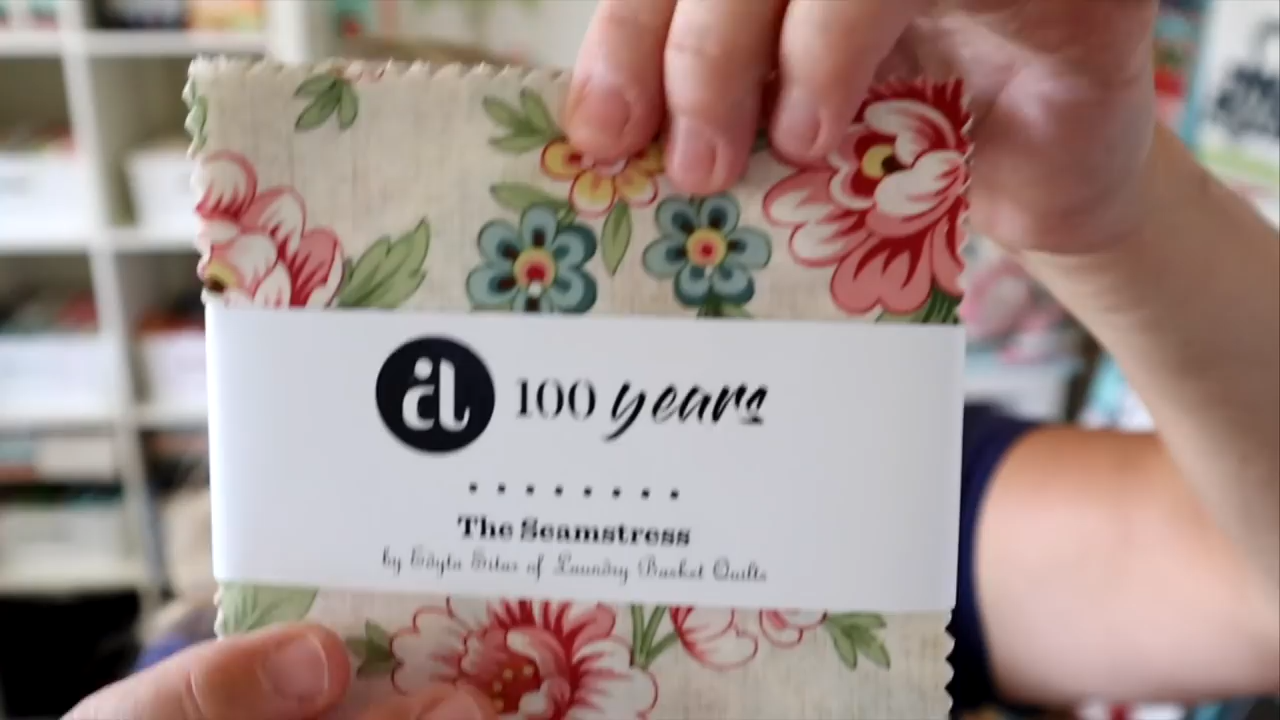 a 100 years
The Seamstress
by Edyta Sitar of Laundry Basket Quilts